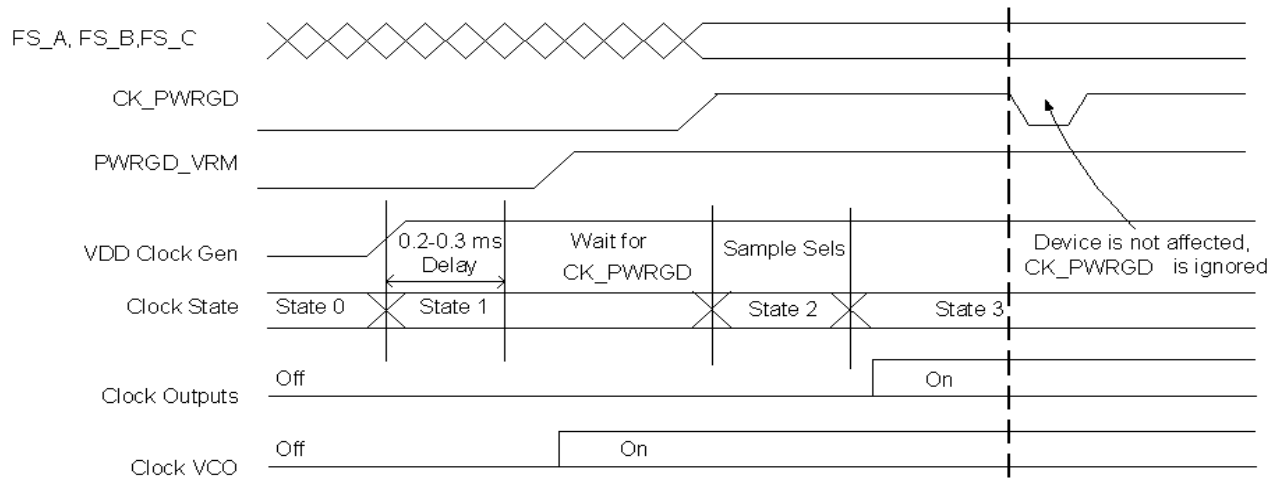 FS_A, FS_B,FS_C
CK_PWRGD
PWRGD_VRM
VDD Clock Gen
0.2-0.3 ms
Delay
Wait for
CK_PWRGD
Sample Sels
Device is not affected,
CK_PWRGD is ignored
Clock State
State 0
State 1
State 2
State 3
Clock Outputs
Off
On
Clock VCO
Off
On